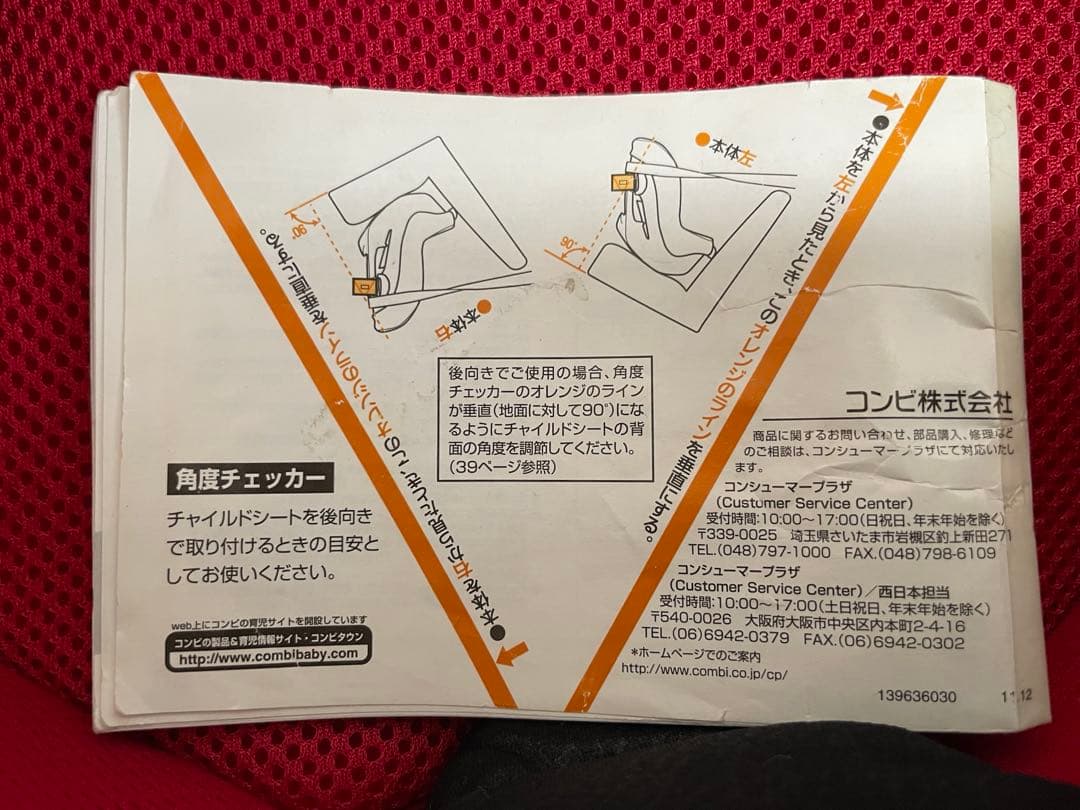 ●本体左
90°
●本体を左から見たとき、このオレンジのラインを垂直にする。
90°
●本体右
●本体を右から見たとき、このオレンジのラインを垂直にする。
後向きでご使用の場合、角度
チェッカーのオレンジのライン
が垂直(地面に対して90°)にな
るようにチャイルドシートの背
面の角度を調節してください。
(39ページ参照)
角度チェッカー
チャイルドシートを後向き
で取り付けるときの目安と
してお使いください。
web上にコンビの育児サイトを開設しています
コンビの製品&育児情報サイト・コンビタウン
http://www.combibaby.com
コンビ株式会社
商品に関するお問い合わせ、部品購入、修理など
のご相談は、コンシューマープラザにて対応いたし
ます。
コンシューマープラザ
(Customer Service Center)
受付時間:10:00~17:00(日祝日、年末年始を除く)
〒339-0025 埼玉県さいたま市岩槻区釣上新田271
TEL.(048)797-1000 FAX.(048)798-6109
コンシューマープラザ
(Customer Service Center)/西日本担当
受付時間:10:00~17:00(土日祝日、年末年始を除く)
〒540-0026 大阪府大阪市中央区内本町2-4-16
TEL.(06)6942-0379 FAX.(06)6942-0302
*ホームページでのご案内
http://www.combi.co.jp/cp/
139636030 11.12